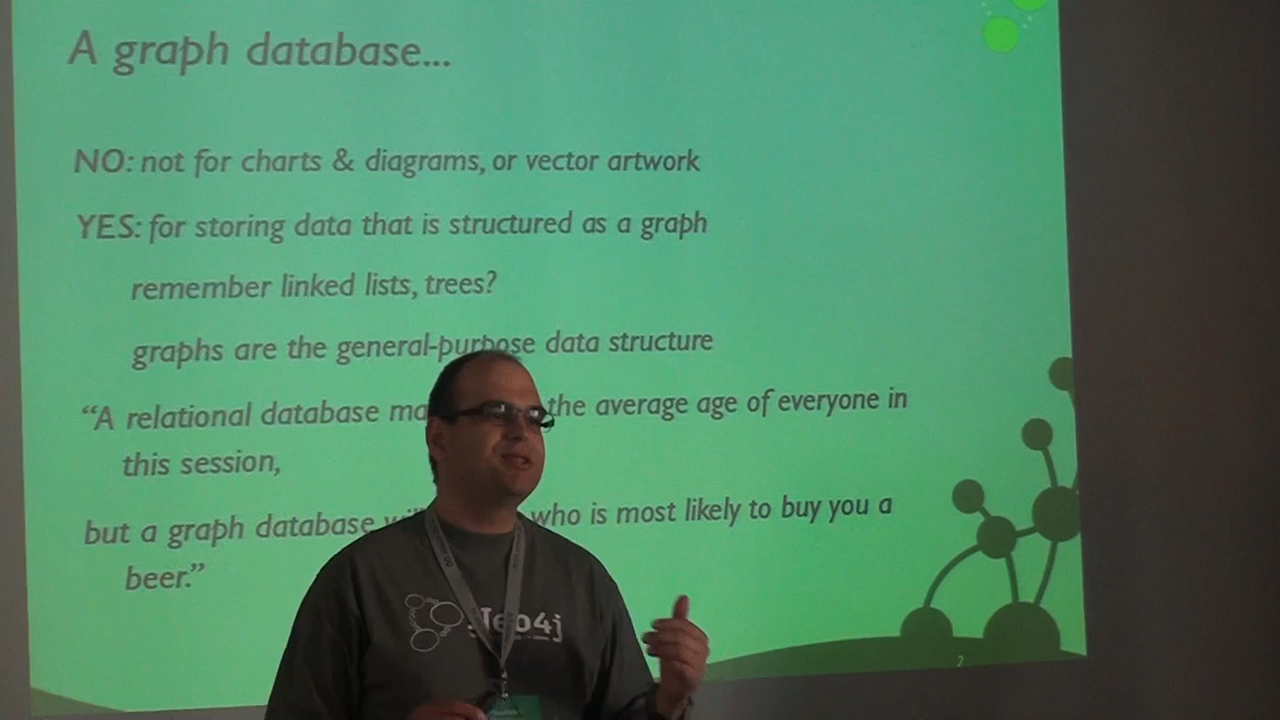 A graph database...
NO: not for charts & diagrams, or vector artwork
YES: for storing data that is structured as a graph
remember linked lists, trees?
graphs are the general-purpose data structure
“A relational database the average age of everyone in
this session,
but a graph database who is most likely to buy you a
beer.”
Neo4j
2